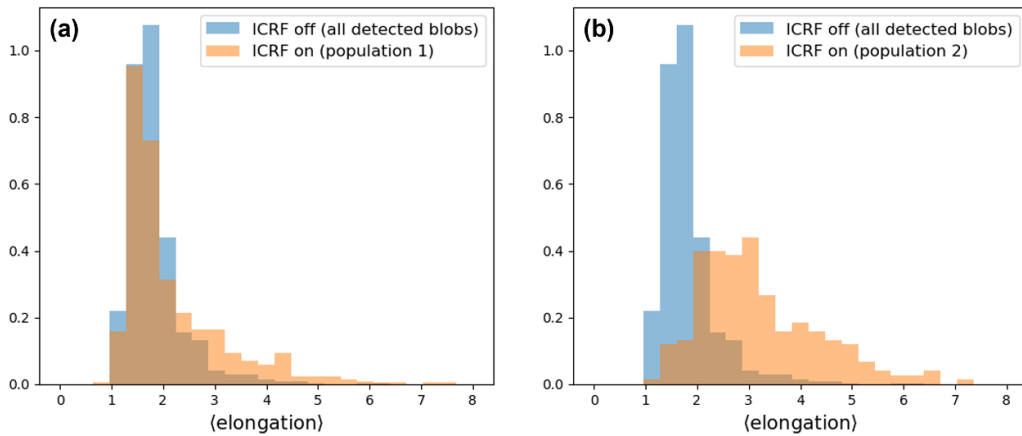 (a)
ICRF off (all detected blobs)
ICRF on (population 1)
1.0
0.8
0.6
0.4
0.2
0.0
0 1 2 3 4 5 6 7 8
⟨elongation⟩
(b)
ICRF off (all detected blobs)
ICRF on (population 2)
1.0
0.8
0.6
0.4
0.2
0.0
0 1 2 3 4 5 6 7 8
⟨elongation⟩